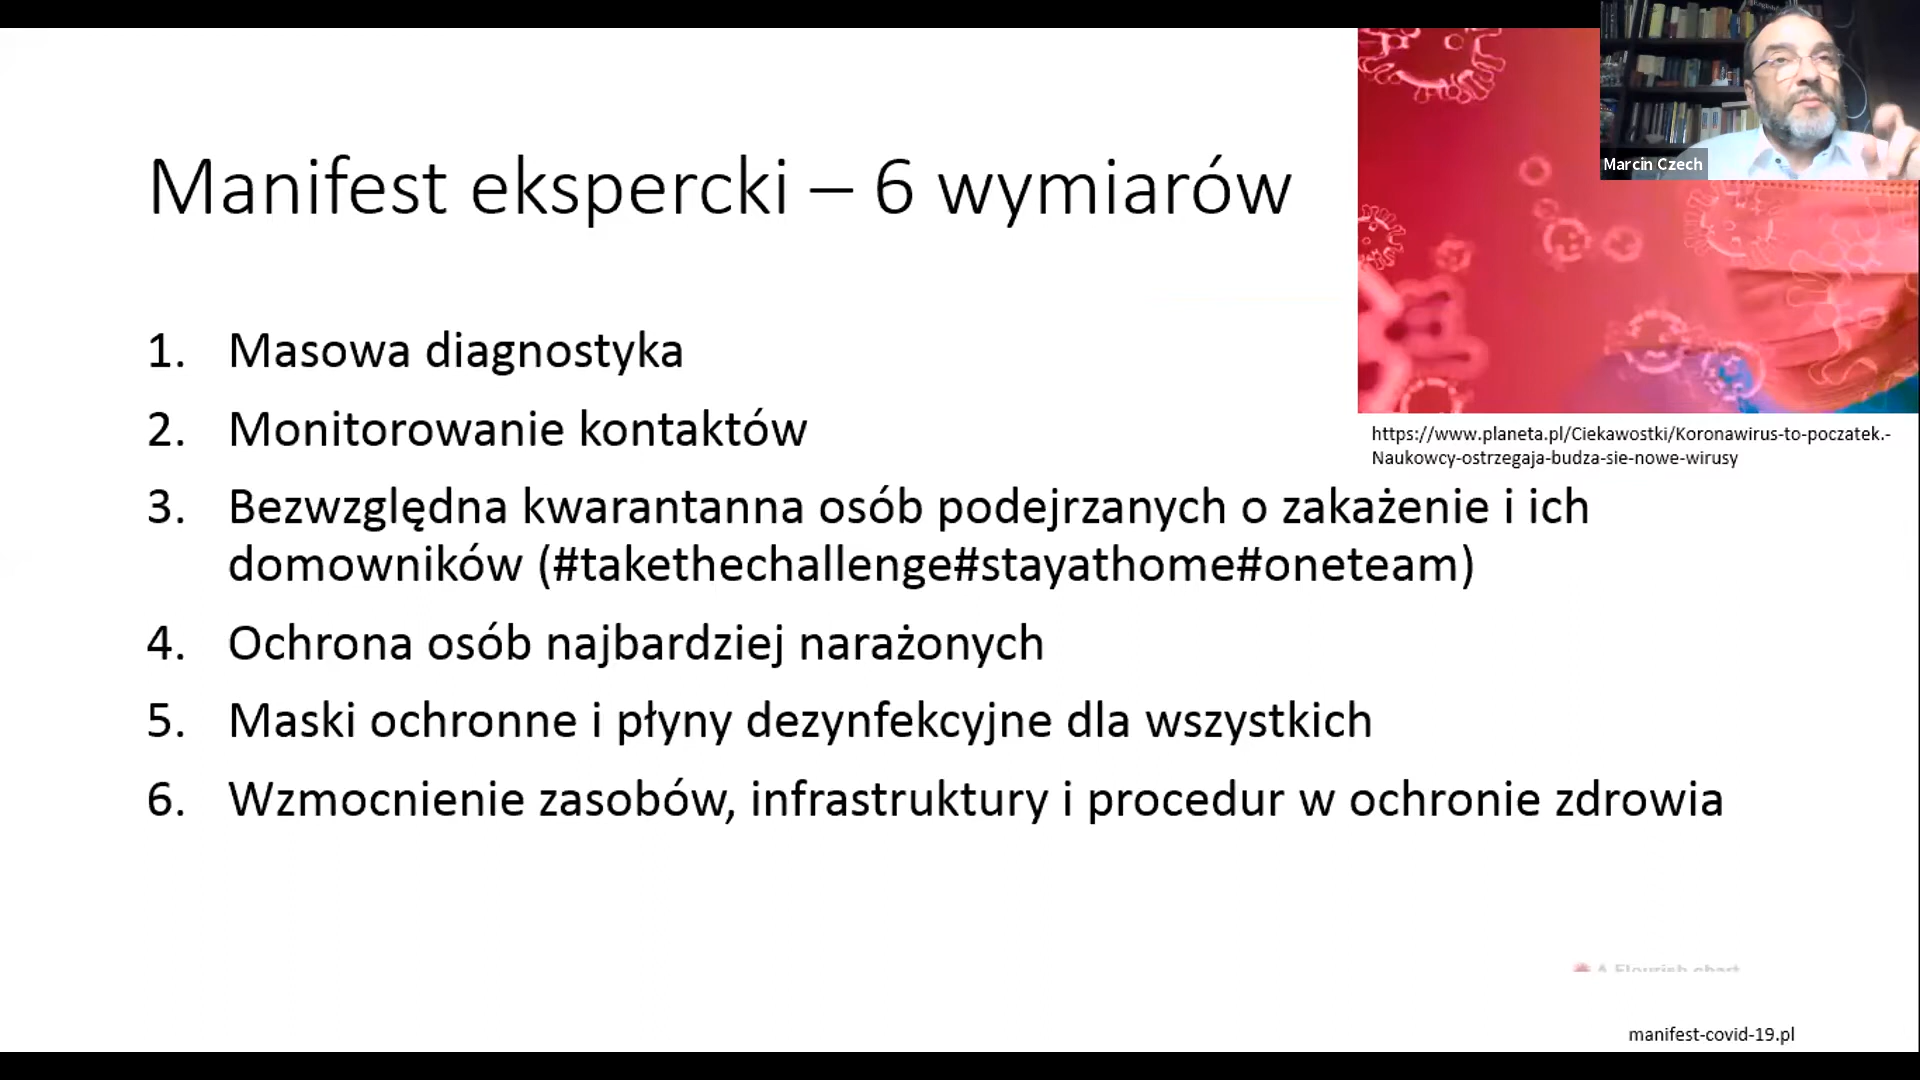 Marcin Czech
Manifest ekspercki – 6 wymiarów
1. Masowa diagnostyka
2. Monitorowanie kontaktów
https://www.planeta.pl/Ciekawostki/Koronawirus-to-poczatek.-
Naukowcy-ostrzegaja-budza-sie-nowe-wirusy
3. Bezwzględna kwarantanna osób podejrzanych o zakażenie i ich
domowników (#takethechallenge#stayathome#oneteam)
4. Ochrona osób najbardziej narażonych
5. Maski ochronne i płyny dezynfekcyjne dla wszystkich
6. Wzmocnienie zasobów, infrastruktury i procedur w ochronie zdrowia
A Flourish chart
manifest-covid-19.pl